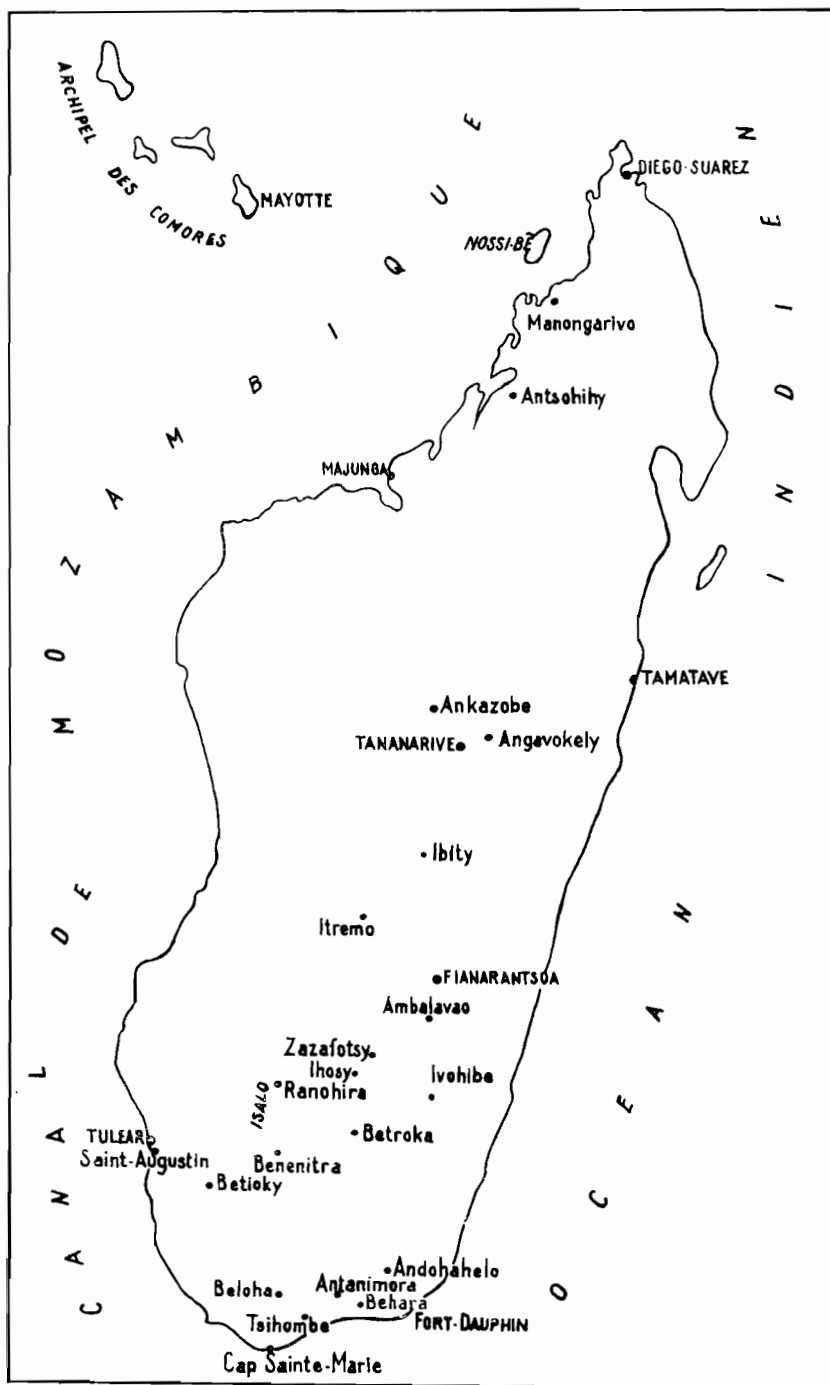 ARCHIPEL DES COMORES
MAYOTTE
CANAL DE MOZAMBIQUE
OCEAN INDIEN
DIEGO-SUAREZ
NOSSI-BÉ
Manongarivo
Antsohihy
MAJUNGA
TAMATAVE
Ankazobe
TANANARIVE
Angavokely
Ibity
Itremo
FIANARANTSOA
Ambalavao
Zazafotsy
Ihosy
Ranohira
ISALO
Ivohibe
TULEAR
Saint-Augustin
Betroka
Benenitra
Betioky
Andohahelo
Beloha
Antanimora
Behara
Tsihombe
FORT-DAUPHIN
Cap Sainte-Marie